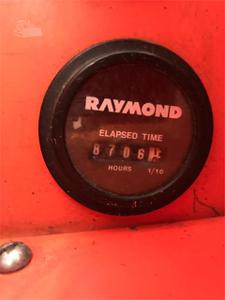 RAYMOND
ELAPSED TIME
8706
HOURS 1/10